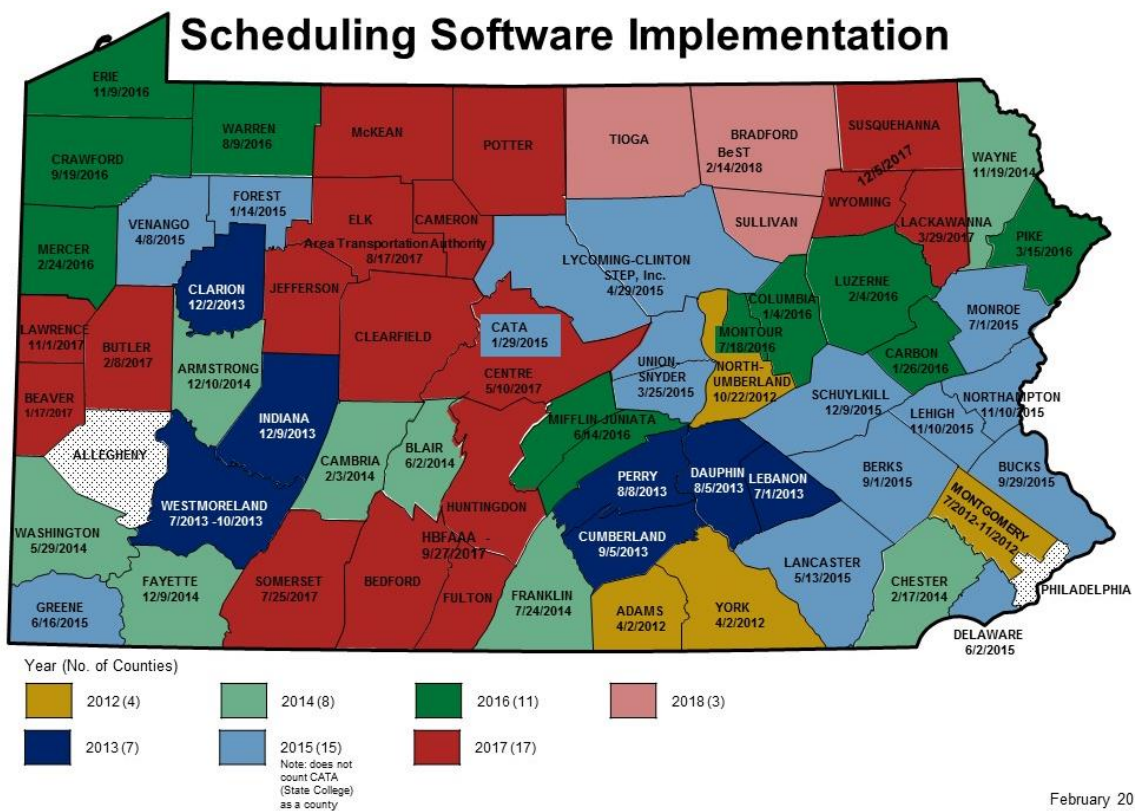 Scheduling Software Implementation
ERIE
11/9/2016
WARREN
8/9/2016
McKEAN
POTTER
TIOGA
BRADFORD
BeST
2/14/2018
SUSQUEHANNA
12/5/2017
WAYNE
11/19/2014
CRAWFORD
9/19/2016
VENANGO
4/8/2015
FOREST
1/14/2015
ELK
CAMERON
Area Transportation Authority
8/17/2017
SULLIVAN
WYOMING
LACKAWANNA
3/29/2017
PIKE
3/15/2016
MERCER
2/24/2016
CLARION
12/2/2013
JEFFERSON
LYCOMING-CLINTON
STEP, Inc.
4/29/2015
LUZERNE
2/4/2016
COLUMBIA
1/4/2016
MONROE
7/1/2015
LAWRENCE
11/1/2017
BUTLER
2/8/2017
CLEARFIELD
CATA
1/29/2015
MONTOUR
7/18/2016
CARBON
1/26/2016
ARMSTRONG
12/10/2014
CENTRE
5/10/2017
UNION-
SNYDER
3/25/2015
NORTH-
UMBERLAND
10/22/2012
SCHUYLKILL
12/9/2015
NORTHAMPTON
11/10/2015
LEHIGH
11/10/2015
BEAVER
1/17/2017
INDIANA
12/9/2013
MIFFLIN JUNIATA
6/14/2016
ALLEGHENY
CAMBRIA
2/3/2014
BLAIR
6/2/2014
PERRY
8/8/2013
DAUPHIN
8/5/2013
LEBANON
7/1/2013
BERKS
9/1/2015
BUCKS
9/29/2015
WESTMORELAND
7/2013 -10/2013
HUNTINGDON
MONTGOMERY
7/2012-11/2012
WASHINGTON
5/29/2014
HBFAAA -
9/27/2017
CUMBERLAND
9/5/2013
LANCASTER
5/13/2015
FAYETTE
12/9/2014
SOMERSET
7/25/2017
BEDFORD
FULTON
FRANKLIN
7/24/2014
CHESTER
2/17/2014
PHILADELPHIA
GREENE
6/16/2015
ADAMS
4/2/2012
YORK
4/2/2012
DELAWARE
6/2/2015
Year (No. of Counties)
2012 (4)
2014 (8)
2016 (11)
2018 (3)
2013 (7)
2015 (15)
2017 (17)
Note: does not
count CATA
(State College)
as a county
February 20